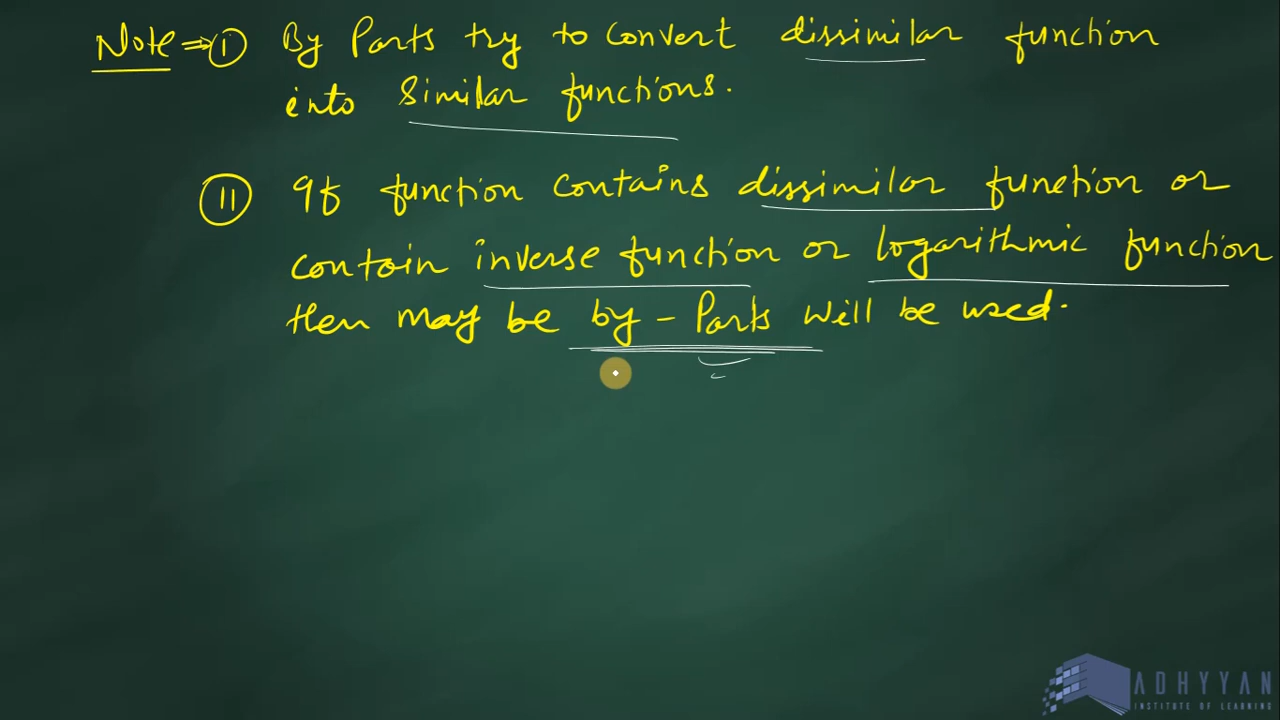 Note ⇒ (i) By Parts try to convert dissimilar function
into similar functions.
(ii) If function contains dissimilar function or
contain inverse function or logarithmic function
then may be by - Parts will be used.
ADHYYAN
INSTITUTE OF LEARNING